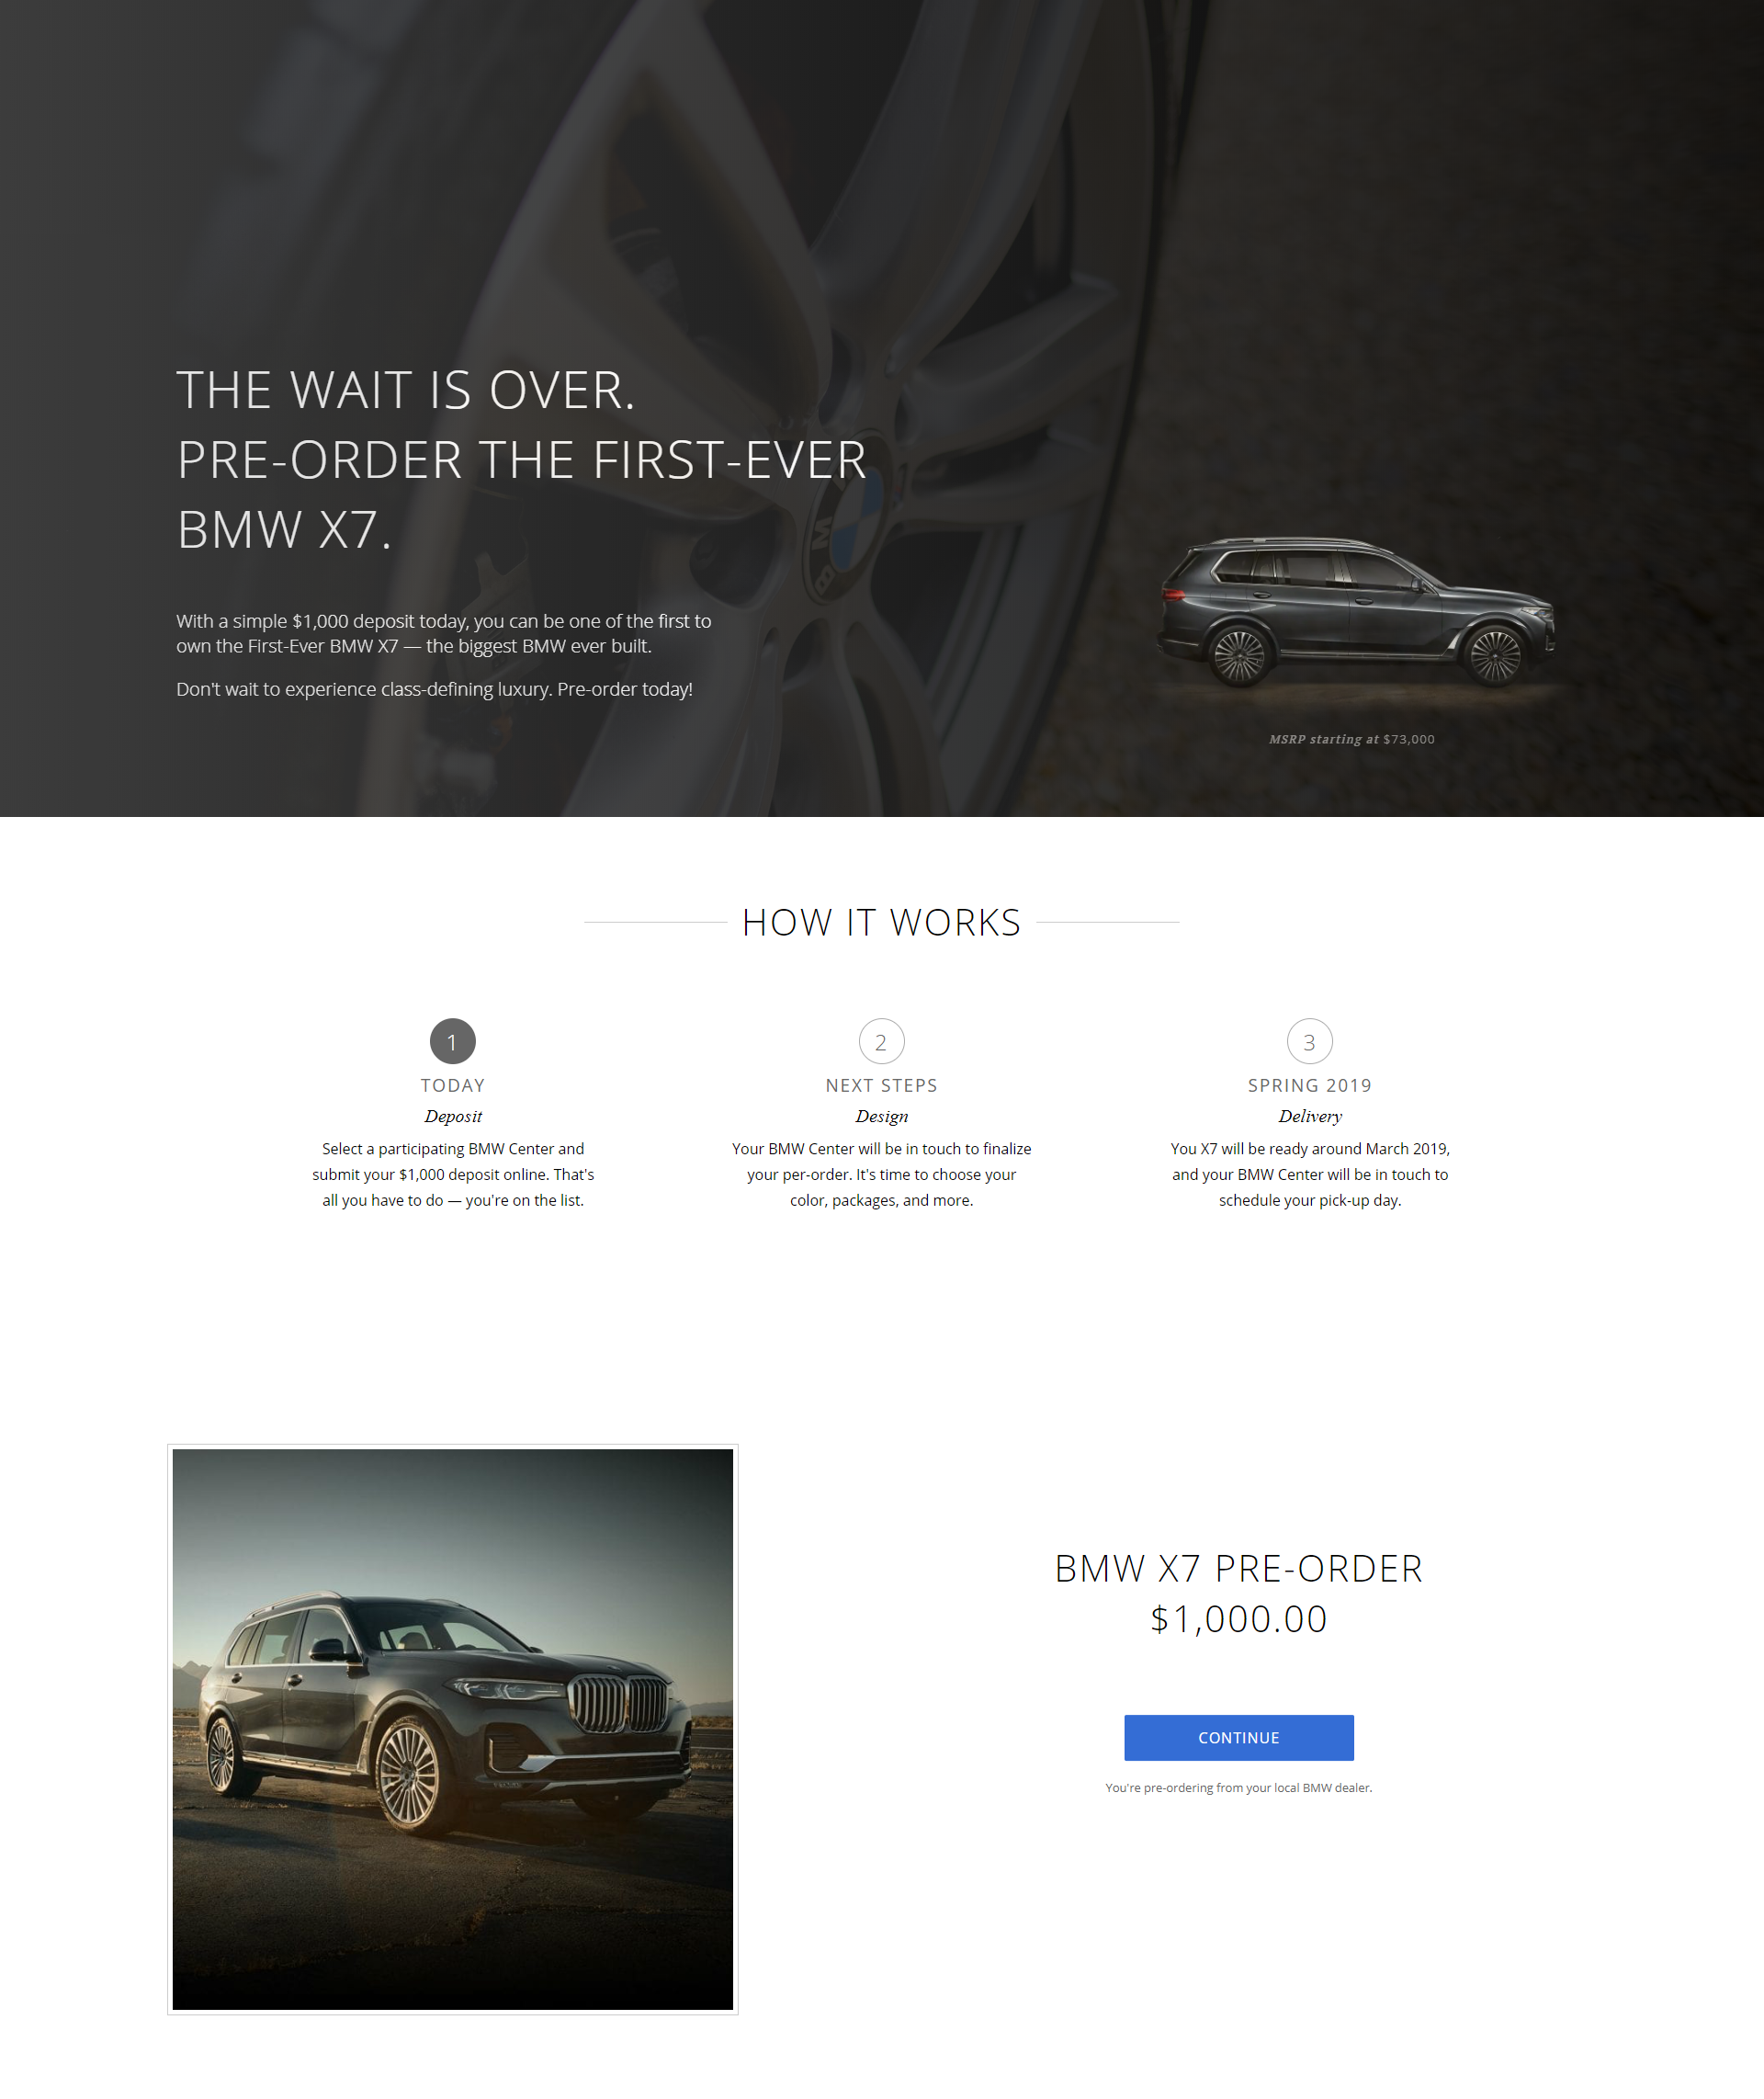 THE WAIT IS OVER.
PRE-ORDER THE FIRST-EVER
BMW X7.
With a simple $1,000 deposit today, you can be one of the first to
own the First-Ever BMW X7 — the biggest BMW ever built.
Don't wait to experience class-defining luxury. Pre-order today!
B M
MSRP starting at $73,000
HOW IT WORKS
1
TODAY
Deposit
Select a participating BMW Center and
submit your $1,000 deposit online. That's
all you have to do — you're on the list.
2
NEXT STEPS
Design
Your BMW Center will be in touch to finalize
your per-order. It's time to choose your
color, packages, and more.
3
SPRING 2019
Delivery
You X7 will be ready around March 2019,
and your BMW Center will be in touch to
schedule your pick-up day.
BMW X7 PRE-ORDER
$1,000.00
CONTINUE
You're pre-ordering from your local BMW dealer.